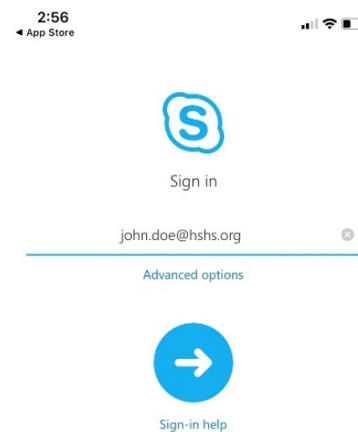 2:56
◀ App Store
S
Sign in
john.doe@hshs.org
Advanced options
Sign-in help